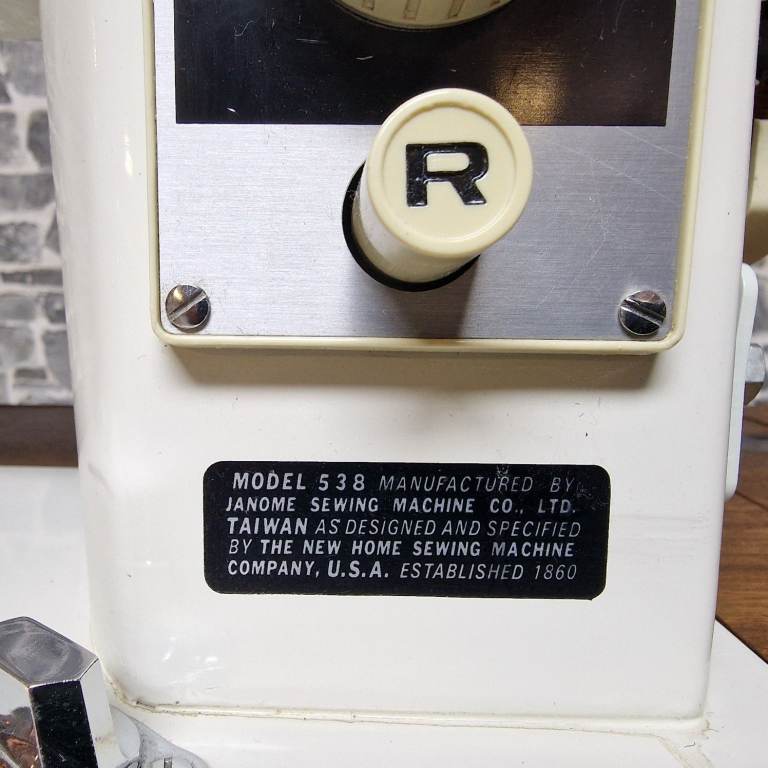 R
MODEL 538 MANUFACTURED BY
JANOME SEWING MACHINE CO., LTD.
TAIWAN AS DESIGNED AND SPECIFIED
BY THE NEW HOME SEWING MACHINE
COMPANY, U.S.A. ESTABLISHED 1860